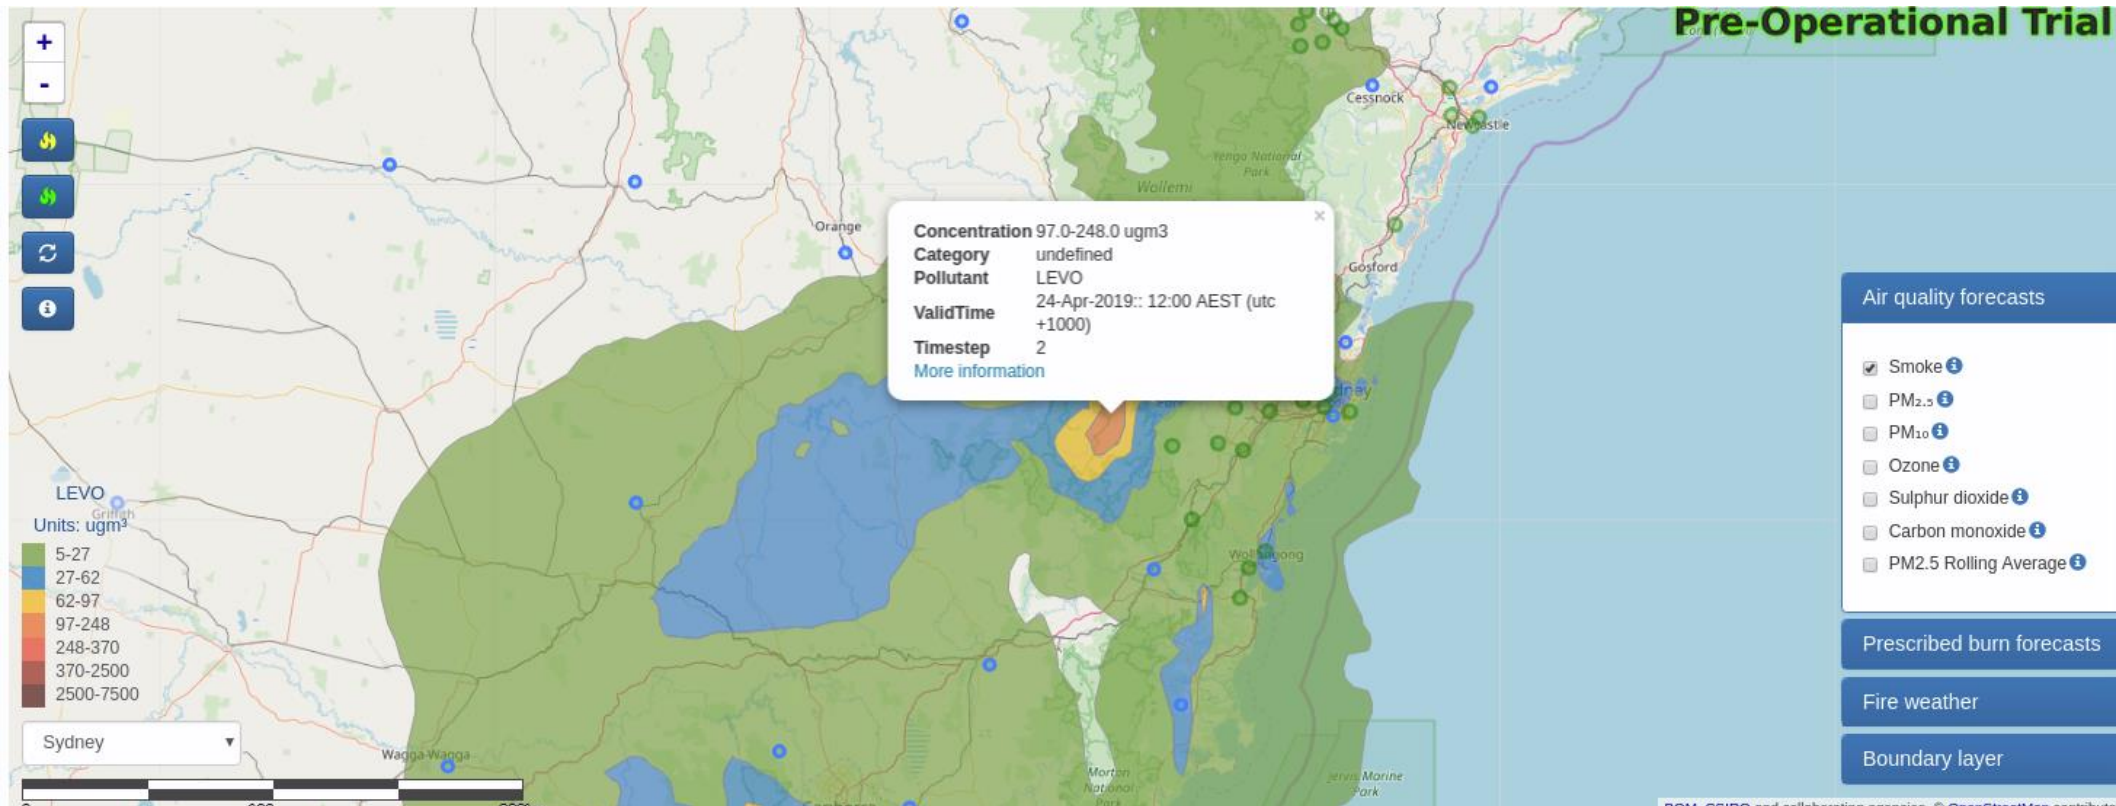 Pre-Operational Trial
+
-
Cessnock
Newcastle
Yengo National
Park
Wollemi
Orange
Gosford
Concentration 97.0-248.0 ugm3
Category undefined
Pollutant LEVO
ValidTime 24-Apr-2019:: 12:00 AEST (utc
+1000)
Timestep 2
More information
×
Park
Wollongong
LEVO
Griffith
Units: ugm³
5-27
27-62
62-97
97-248
248-370
370-2500
2500-7500
Sydney
Wagga Wagga
Morton
National
Park
Jervis Marine
Park
Air quality forecasts
Smoke
PM₂.₅
PM₁₀
Ozone
Sulphur dioxide
Carbon monoxide
PM2.5 Rolling Average
Prescribed burn forecasts
Fire weather
Boundary layer